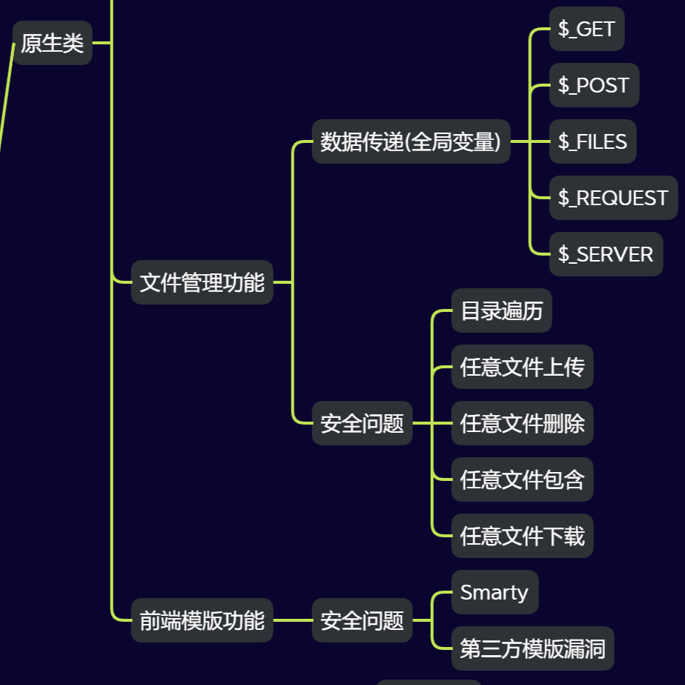 原生类
文件管理功能
数据传递(全局变量)
$_GET
$_POST
$_FILES
$_REQUEST
$_SERVER
安全问题
目录遍历
任意文件上传
任意文件删除
任意文件包含
任意文件下载
前端模版功能
安全问题
Smarty
第三方模版漏洞